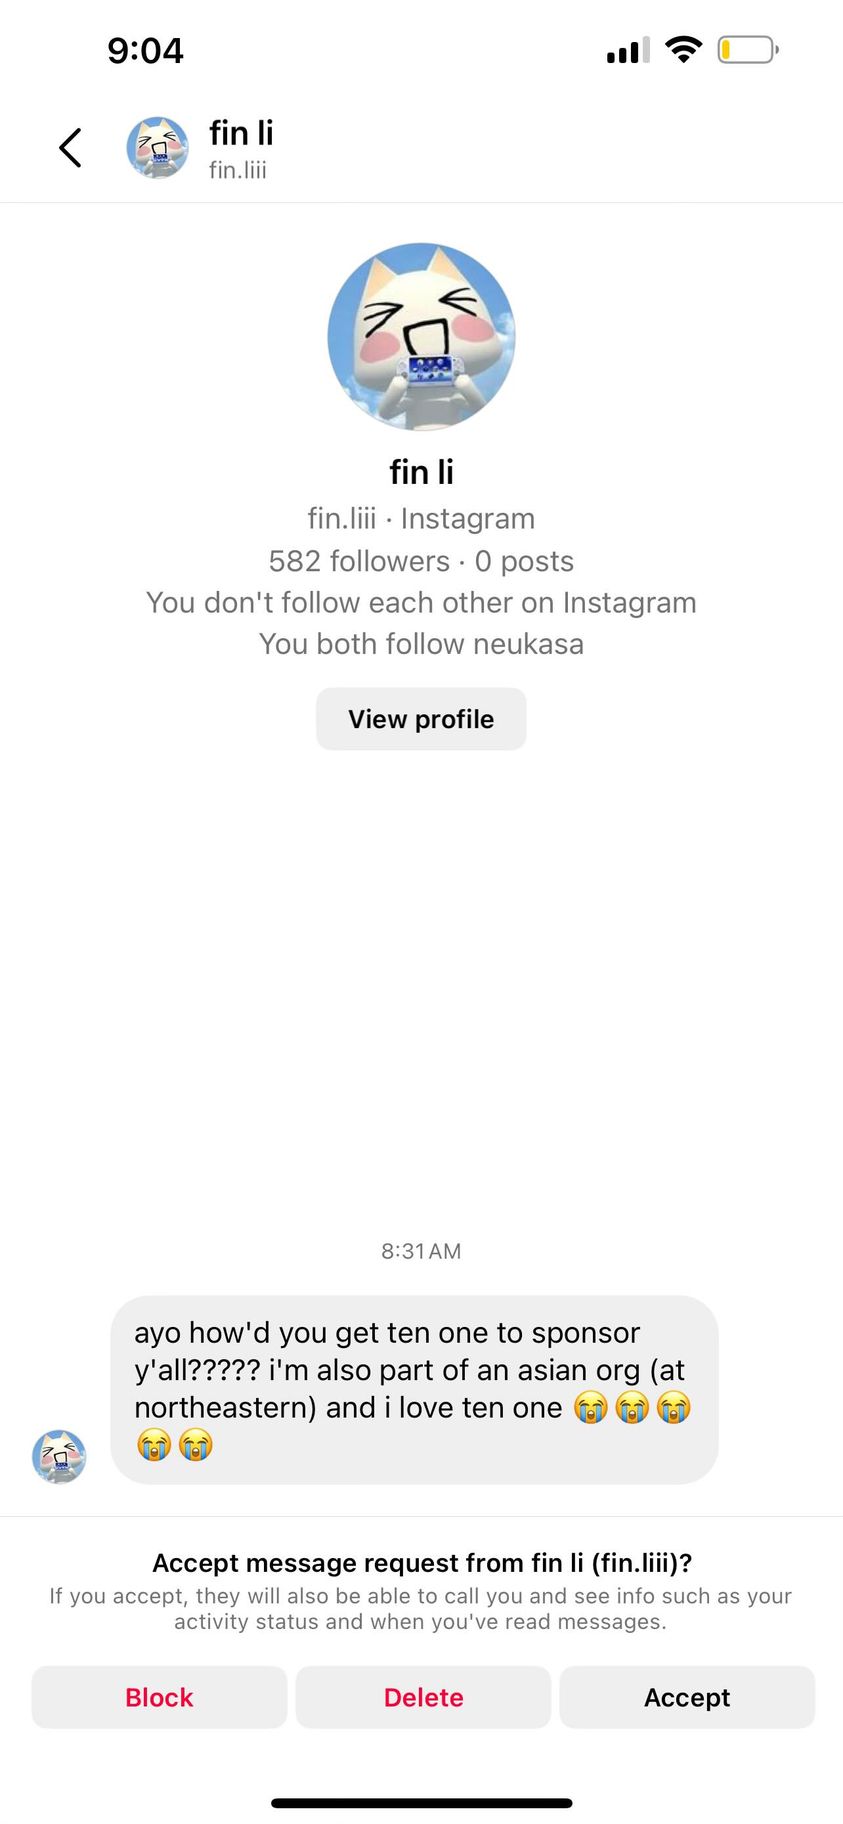 9:04
fin li
fin.liii
fin li
fin.liii · Instagram
582 followers · 0 posts
You don't follow each other on Instagram
You both follow neukasa
View profile
8:31 AM
ayo how'd you get ten one to sponsor
y'all????? i'm also part of an asian org (at
northeastern) and i love ten one 😭😭😭
😭😭
Accept message request from fin li (fin.liii)?
If you accept, they will also be able to call you and see info such as your
activity status and when you've read messages.
Block
Delete
Accept